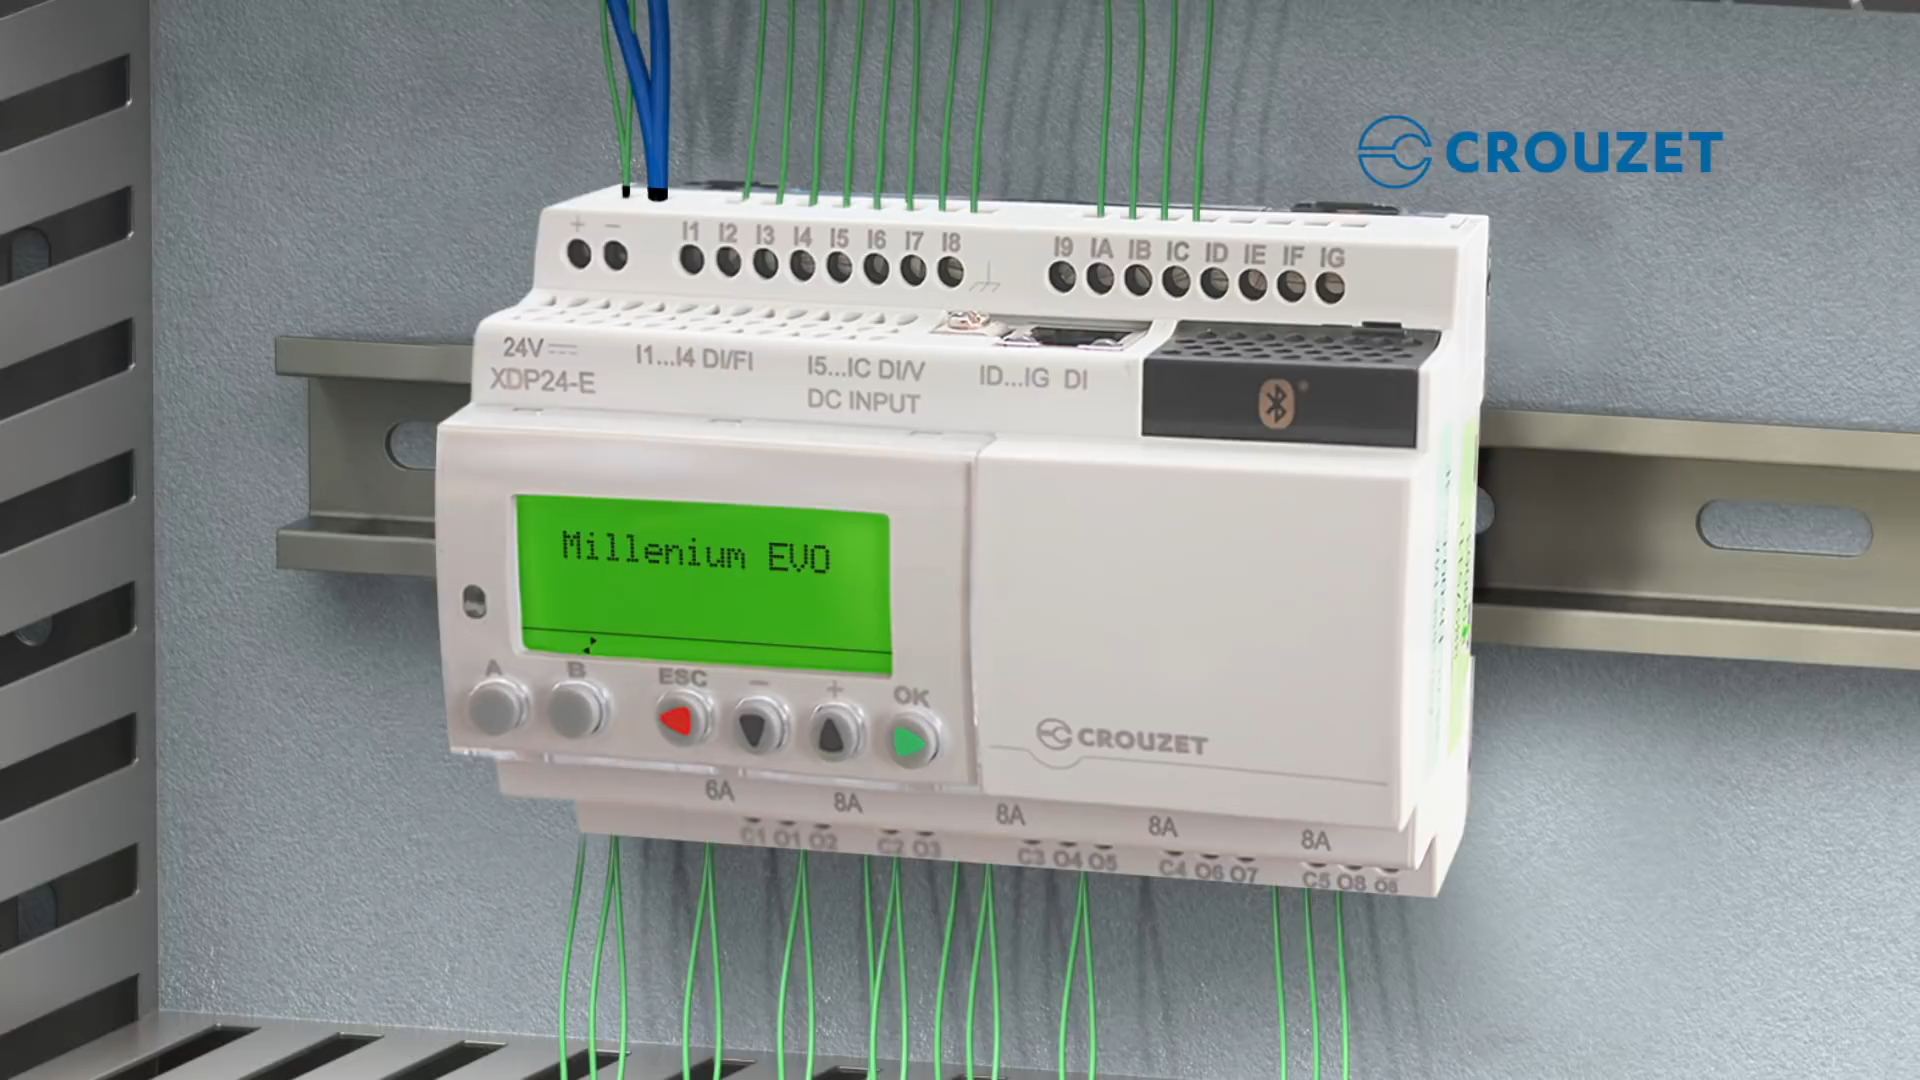 CROUZET
+ −
I1 I2 I3 I4 I5 I6 I7 I8
I9 IA IB IC ID IE IF IG
24V
XDP24-E
I1...I4 DI/FI
I5...IC DI/V
DC INPUT
ID...IG DI
Millenium EVO
A B ESC − + OK
CROUZET
6A 8A 8A 8A 8A
C1 O1 O2 C2 O3 C3 O4 O5 C4 O6 O7 C5 O8